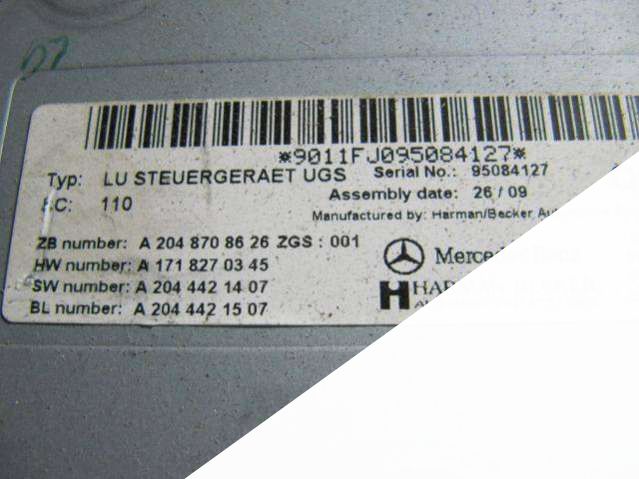 07
*9011FJ095084127*
Typ: LU STEUERGERAET UGS Serial No.: 95084127
110 Assembly date: 26 / 09
Manufactured by: Harman/Becker
ZB number: A 204 870 86 26 ZGS : 001
HW number: A 171 827 03 45
SW number: A 204 442 14 07
BL number: A 204 442 15 07